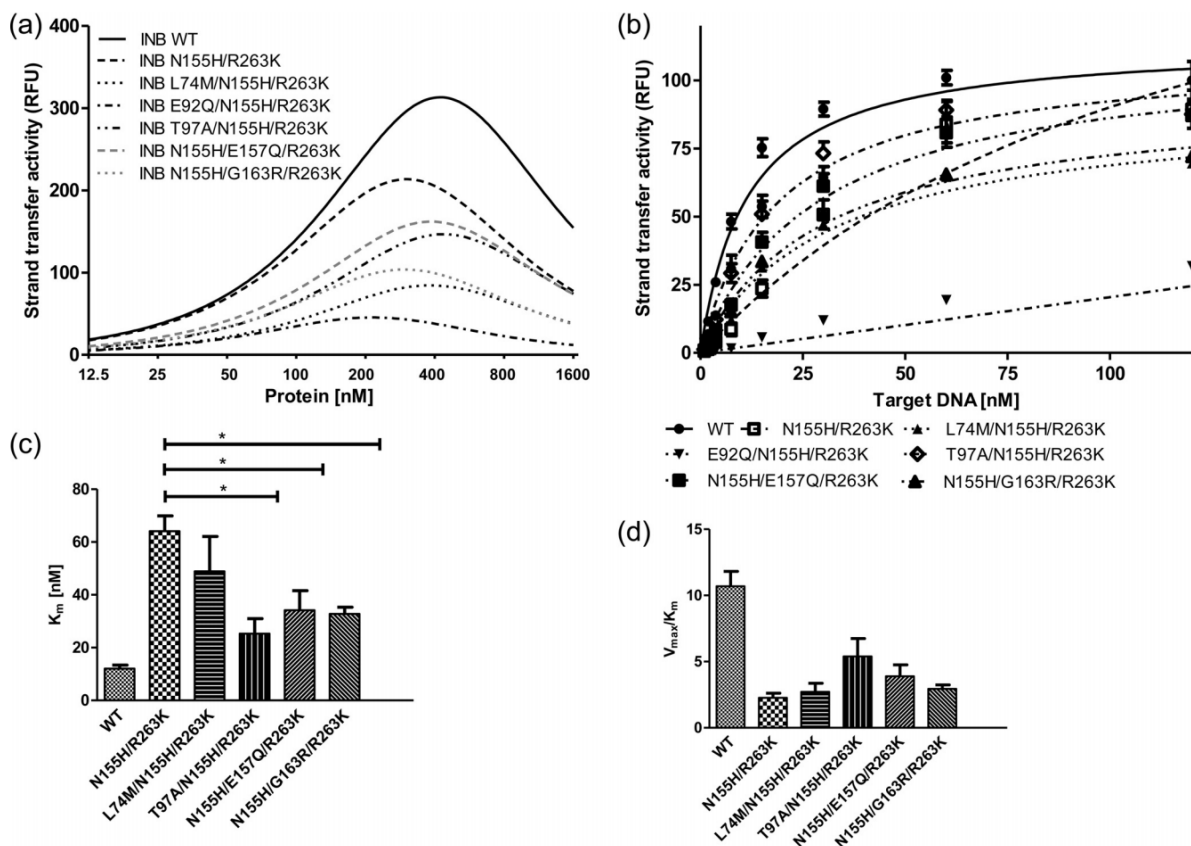 (a)
400
300
200
100
0
Strand transfer activity (RFU)
INB WT
INB N155H/R263K
INB L74M/N155H/R263K
INB E92Q/N155H/R263K
INB T97A/N155H/R263K
INB N155H/E157Q/R263K
INB N155H/G163R/R263K
12.5 25 50 100 200 400 800 1600
Protein [nM]
(b)
100
75
50
25
0
Strand transfer activity (RFU)
0 25 50 75 100
Target DNA [nM]
WT N155H/R263K L74M/N155H/R263K
E92Q/N155H/R263K T97A/N155H/R263K
N155H/E157Q/R263K N155H/G163R/R263K
(c)
* 
*
*
80
60
40
20
0
Km [nM]
WT
N155H/R263K
L74M/N155H/R263K
T97A/N155H/R263K
N155H/E157Q/R263K
N155H/G163R/R263K
(d)
15
10
5
0
Vmax/Km
WT
N155H/R263K
L74M/N155H/R263K
T97A/N155H/R263K
N155H/E157Q/R263K
N155H/G163R/R263K